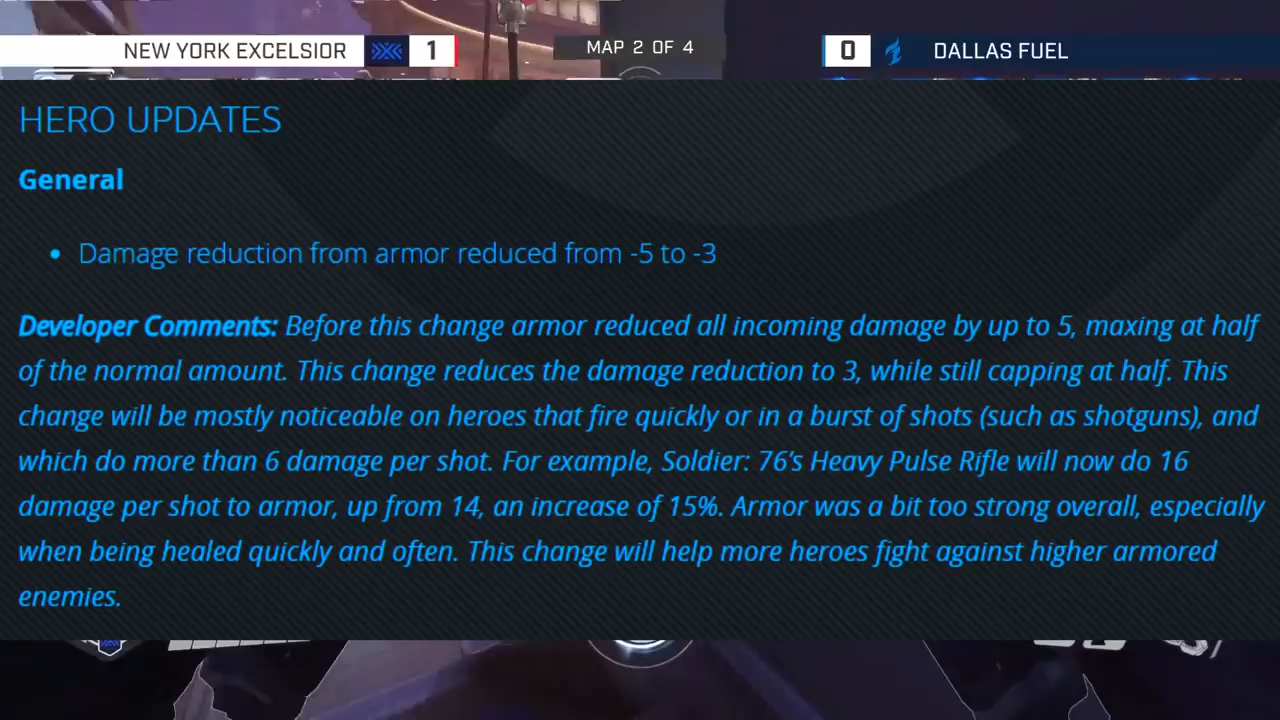 NEW YORK EXCELSIOR 1 MAP 2 OF 4 0 DALLAS FUEL
HERO UPDATES
General
• Damage reduction from armor reduced from -5 to -3
Developer Comments: Before this change armor reduced all incoming damage by up to 5, maxing at half
of the normal amount. This change reduces the damage reduction to 3, while still capping at half. This
change will be mostly noticeable on heroes that fire quickly or in a burst of shots (such as shotguns), and
which do more than 6 damage per shot. For example, Soldier: 76’s Heavy Pulse Rifle will now do 16
damage per shot to armor, up from 14, an increase of 15%. Armor was a bit too strong overall, especially
when being healed quickly and often. This change will help more heroes fight against higher armored
enemies.